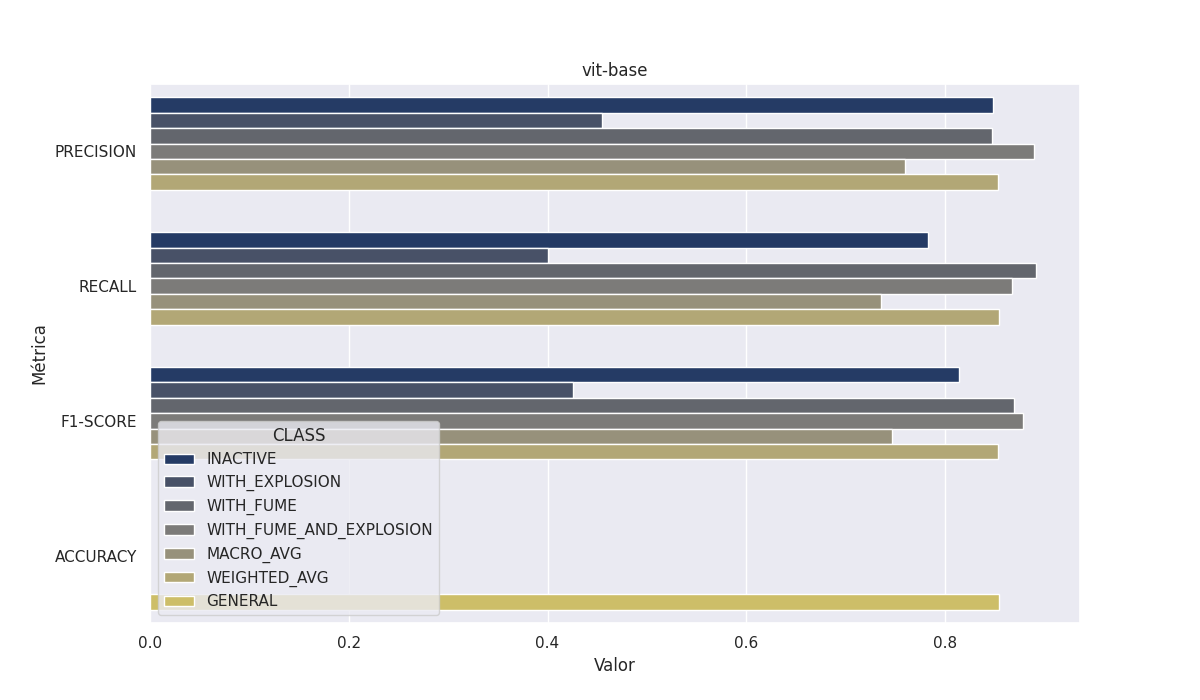 vit-base
PRECISION
RECALL
F1-SCORE
ACCURACY
Métrica
CLASS
INACTIVE
WITH_EXPLOSION
WITH_FUME
WITH_FUME_AND_EXPLOSION
MACRO_AVG
WEIGHTED_AVG
GENERAL
0.0 0.2 0.4 0.6 0.8
Valor